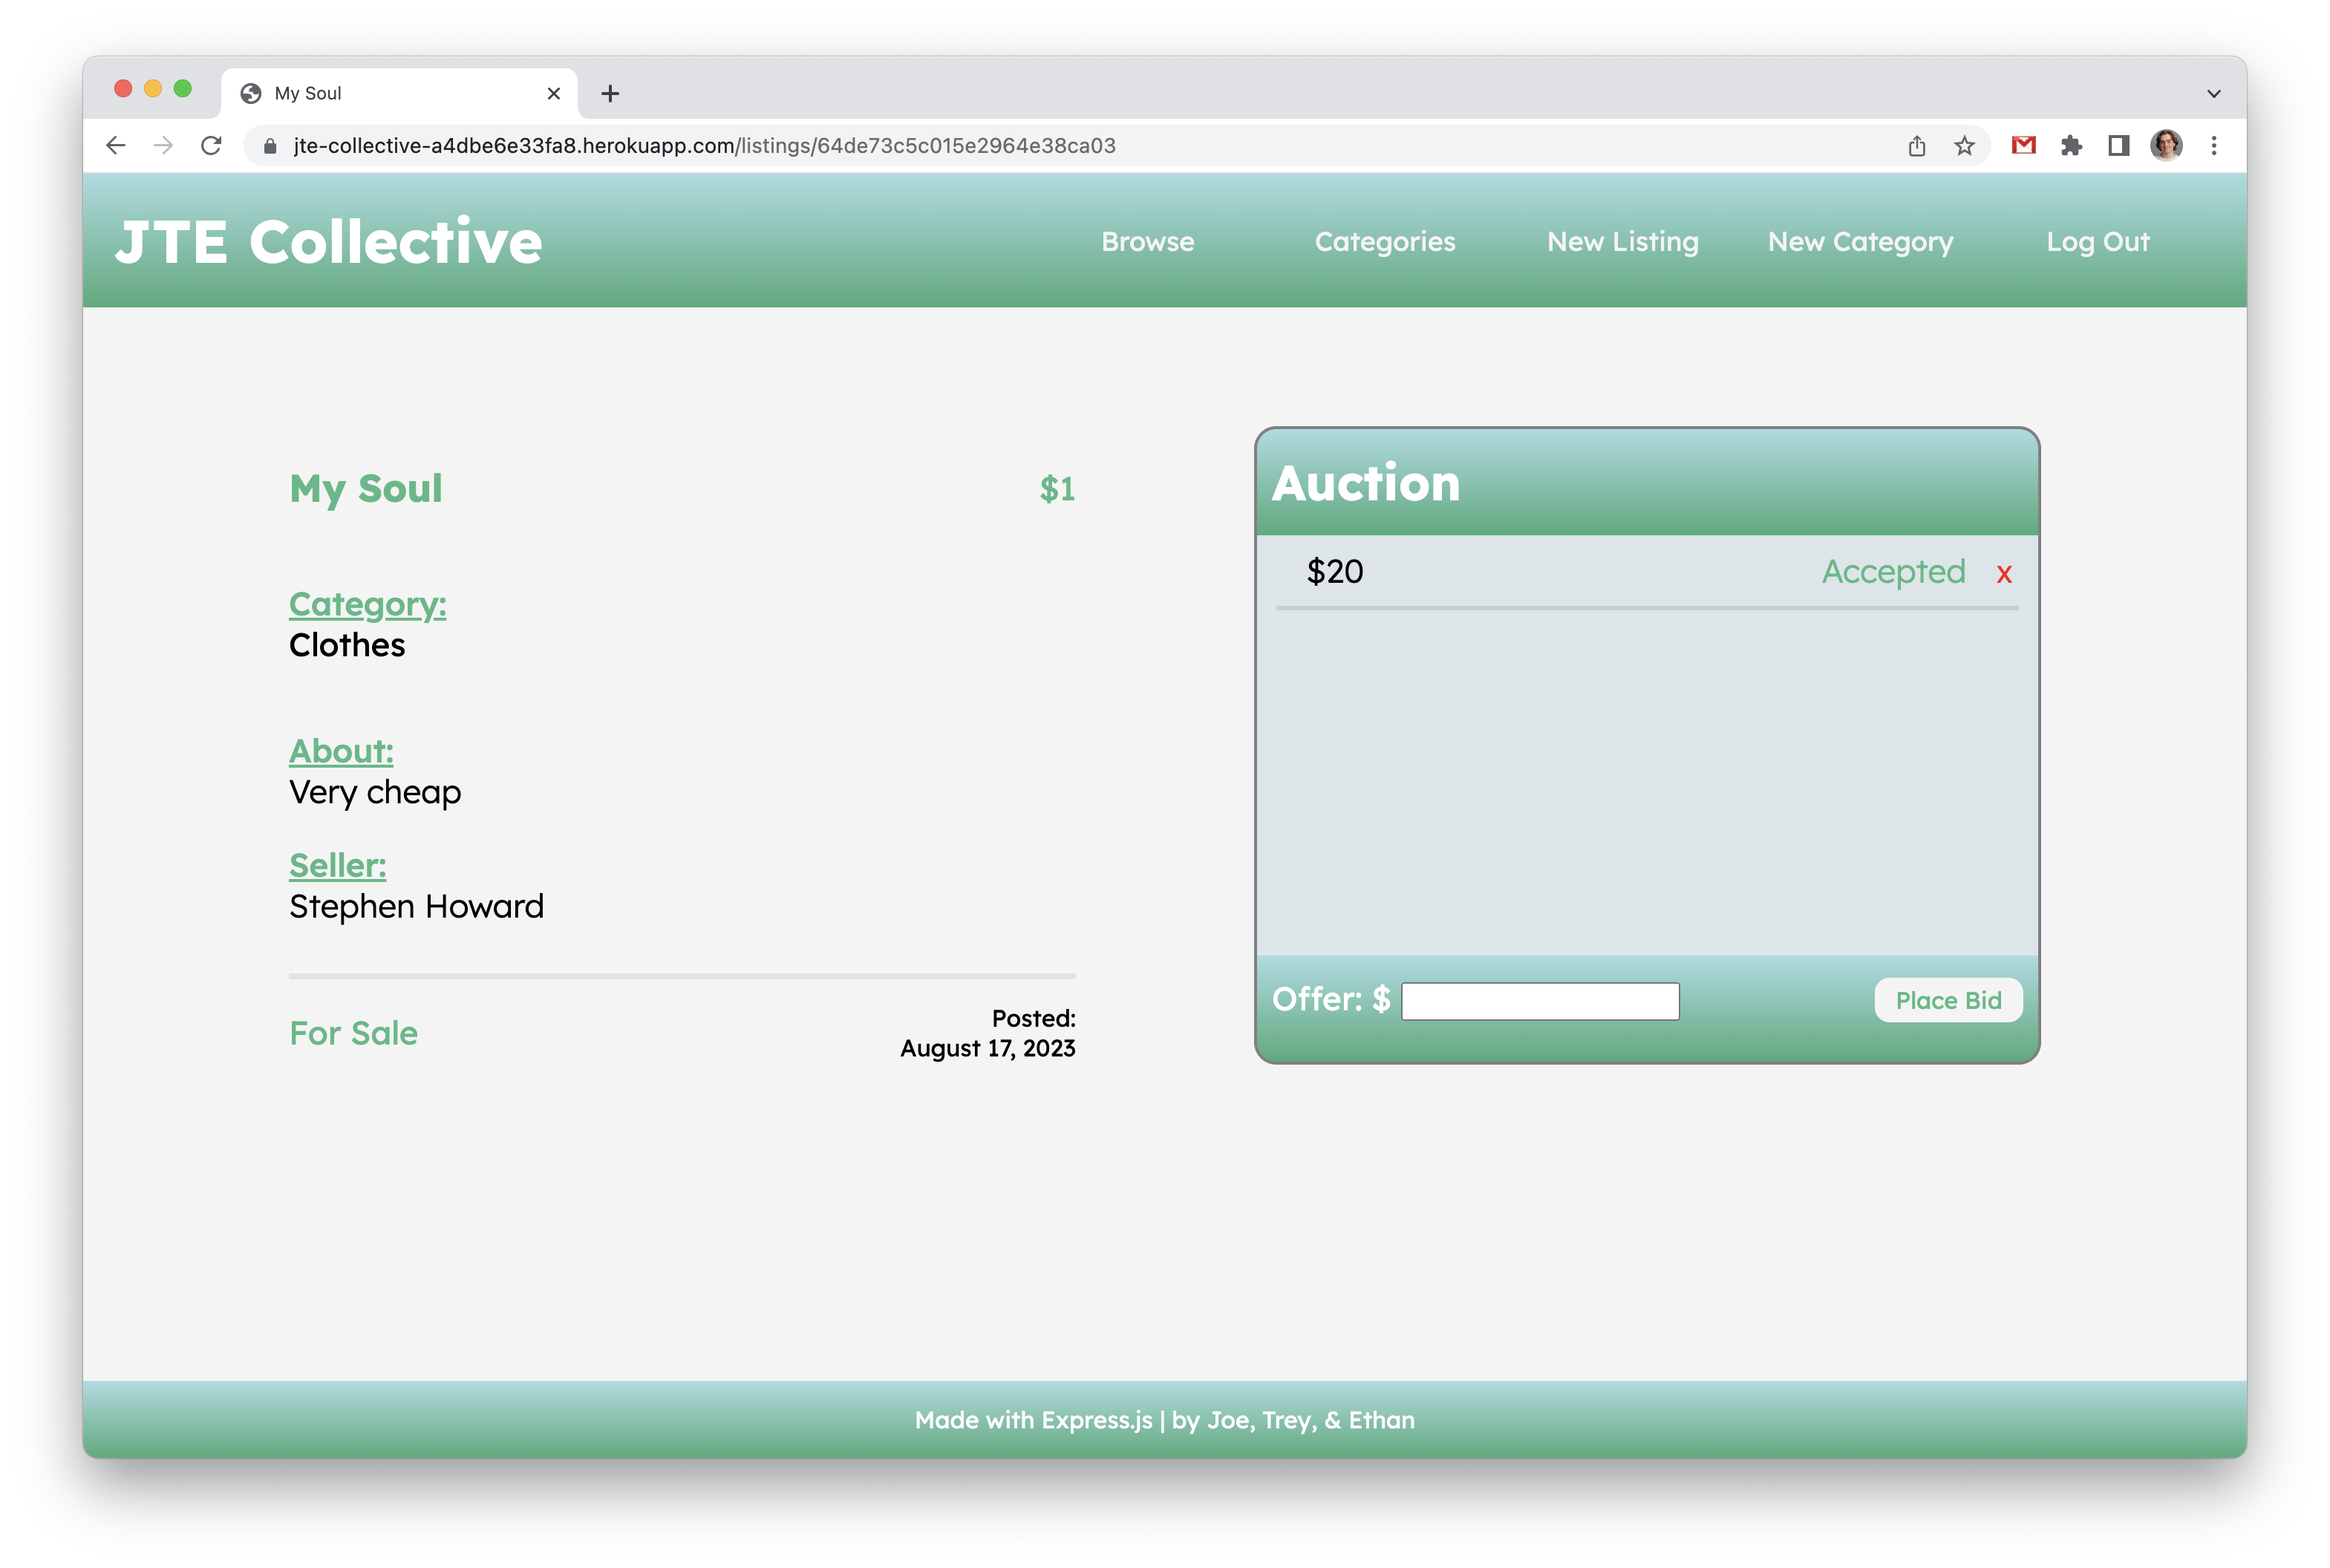 My Soul
jte-collective-a4dbe6e33fa8.herokuapp.com/listings/64de73c5c015e2964e38ca03
JTE Collective
Browse
Categories
New Listing
New Category
Log Out
My Soul
$1
Category:
Clothes
About:
Very cheap
Seller:
Stephen Howard
For Sale
Posted:
August 17, 2023
Auction
$20
Accepted
x
Offer: $
Place Bid
Made with Express.js | by Joe, Trey, & Ethan